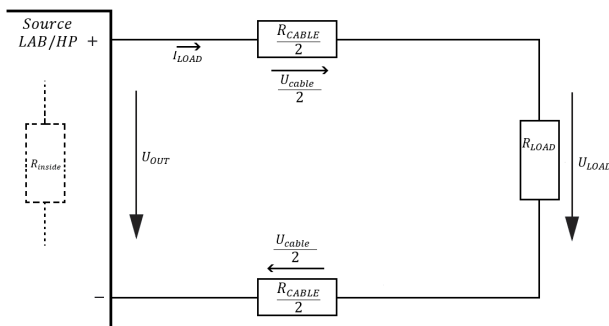 Source
LAB/HP +
R_CABLE
2
I_LOAD
U_cable
2
R_inside
U_OUT
R_LOAD
U_LOAD
U_cable
2
−
R_CABLE
2